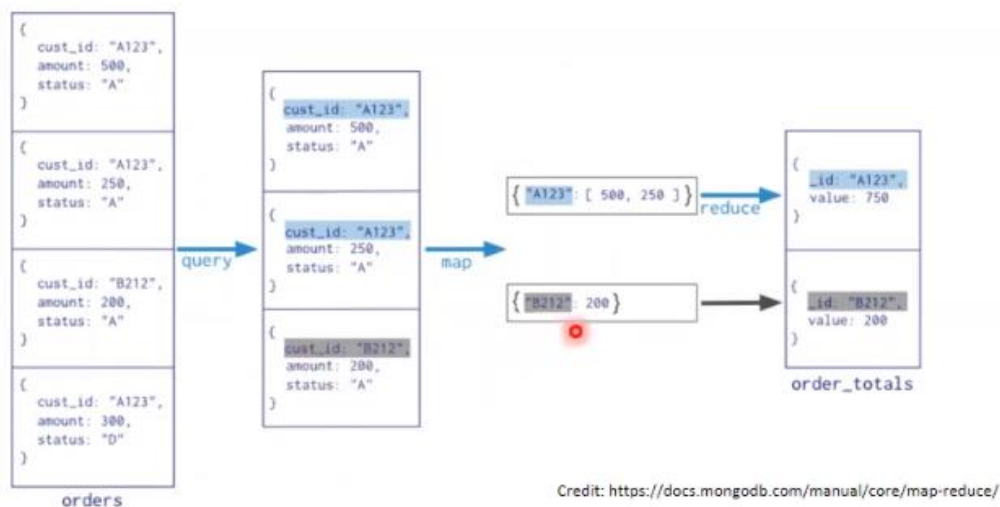 {
cust_id: "A123",
amount: 500,
status: "A"
}
{
cust_id: "A123",
amount: 250,
status: "A"
}
{
cust_id: "B212",
amount: 200,
status: "A"
}
{
cust_id: "A123",
amount: 300,
status: "D"
}
orders
query
{
cust_id: "A123",
amount: 500,
status: "A"
}
{
cust_id: "A123",
amount: 250,
status: "A"
}
{
cust_id: "B212",
amount: 200,
status: "A"
}
map
{ "A123": [ 500, 250 ] }
reduce
{ "B212": 200 }
{
_id: "A123",
value: 750
}
{
_id: "B212",
value: 200
}
order_totals
Credit: https://docs.mongodb.com/manual/core/map-reduce/